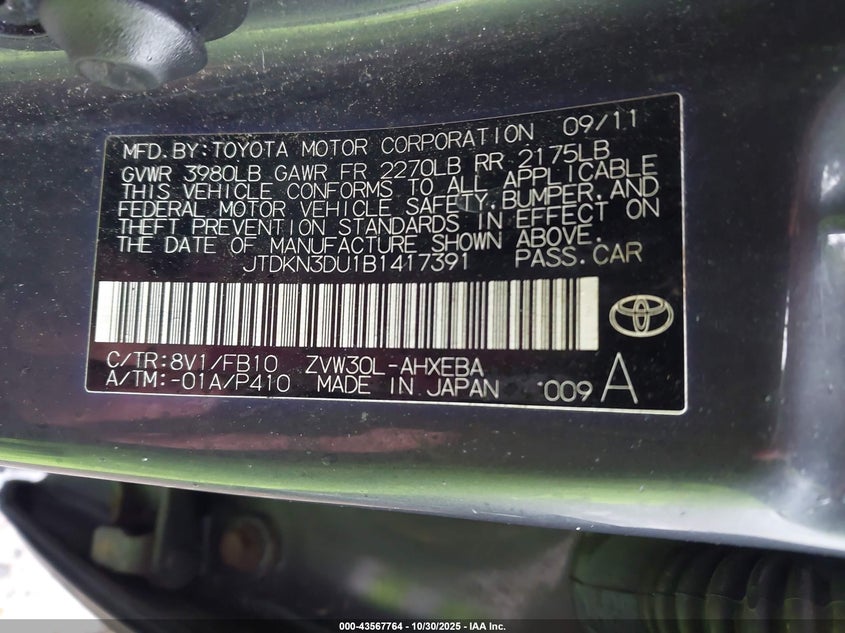 MFD.BY:TOYOTA MOTOR CORPORATION 09/11
GVWR 3980LB GAWR FR 2270LB RR 2175LB
THIS VEHICLE CONFORMS TO ALL APPLICABLE
FEDERAL MOTOR VEHICLE SAFETY,BUMPER,AND
THEFT PREVENTION STANDARDS IN EFFECT ON
THE DATE OF MANUFACTURE SHOWN ABOVE.
JTDKN3DU1B1417391 PASS.CAR
C/TR:8V1/FB10 ZVW30L-AHXEBA
A/TM:-01A/P410 MADE IN JAPAN 009 A
000-43567764 - 10/30/2025 - IAA Inc.